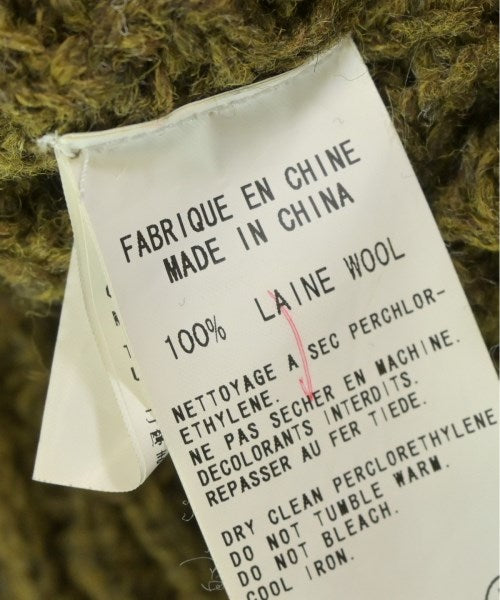 FABRIQUE EN CHINE
MADE IN CHINA
100% LAINE WOOL
NETTOYAGE A SEC PERCHLOR-
ETHYLENE.
NE PAS SECHER EN MACHINE.
DECOLORANTS INTERDITS.
REPASSER AU FER TIEDE.
DRY CLEAN PERCLORETHYLENE
DO NOT TUMBLE WARM.
DO NOT BLEACH.
COOL IRON.